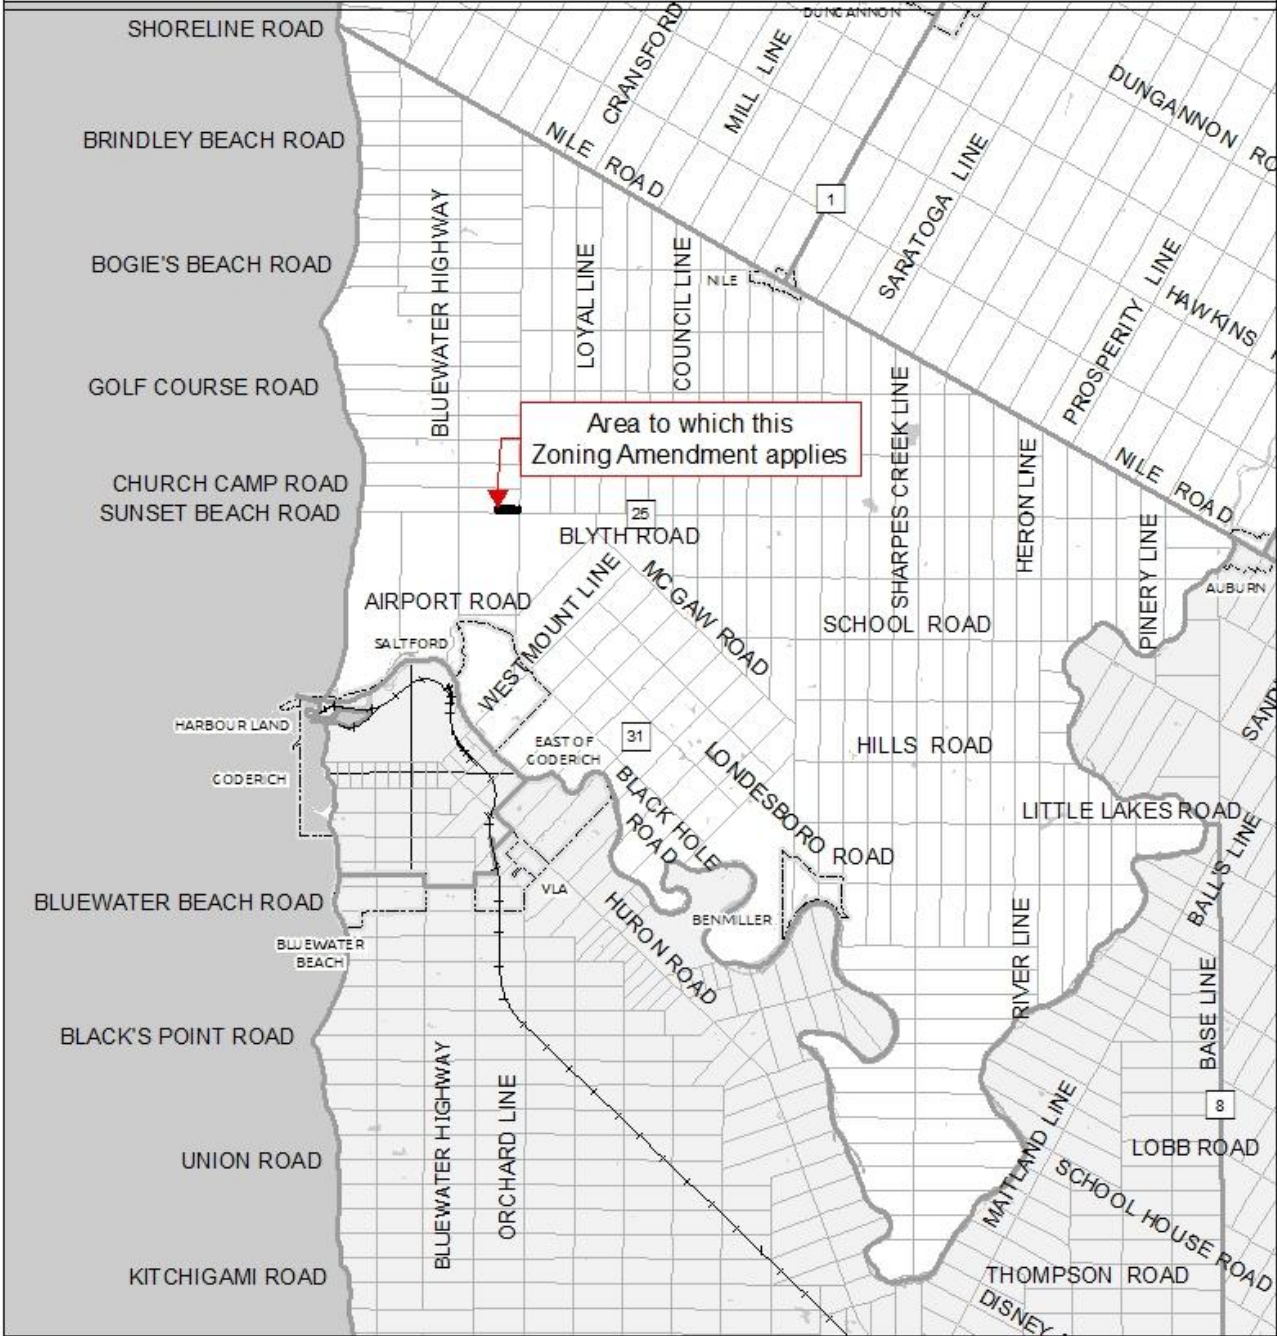 SHORELINE ROAD
DUNGANNON
CRANSFORD
MILL LINE
DUNGANNON RO
BRINDLEY BEACH ROAD
NILE ROAD
1
SARATOGA LINE
BLUEWATER HIGHWAY
LOYAL LINE
COUNCIL LINE
NILE
BOGIE'S BEACH ROAD
PROSPERITY LINE
HAWKINS
GOLF COURSE ROAD
Area to which this
Zoning Amendment applies
SHARPES CREEK LINE
HERON LINE
NILE ROAD
CHURCH CAMP ROAD
SUNSET BEACH ROAD
25
BLYTH ROAD
PINERY LINE
AUBURN
AIRPORT ROAD
WESTMOUNT LINE
MCGAW ROAD
SCHOOL ROAD
SALTFORD
HARBOUR LAND
EAST OF
GODERICH
31
HILLS ROAD
SAND
GODERICH
BLACK HOLE
ROAD
LONDESBORO
ROAD
LITTLE LAKES ROAD
BALL'S LINE
BLUEWATER BEACH ROAD
VLA
HURON ROAD
BENMILLER
BLUEWATER
BEACH
RIVER LINE
BASE LINE
BLACK'S POINT ROAD
BLUEWATER HIGHWAY
ORCHARD LINE
MAITLAND LINE
8
LOBB ROAD
UNION ROAD
SCHOOL HOUSE ROAD
KITCHIGAMI ROAD
THOMPSON ROAD
DISNEY